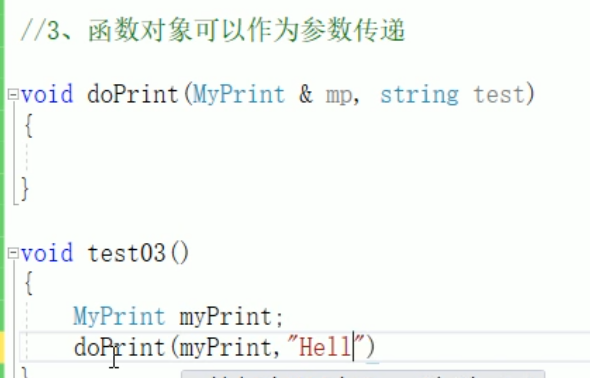 //3、函数对象可以作为参数传递
void doPrint(MyPrint & mp, string test)
{
}
void test03()
{
MyPrint myPrint;
doPrint(myPrint,"Hell")
}